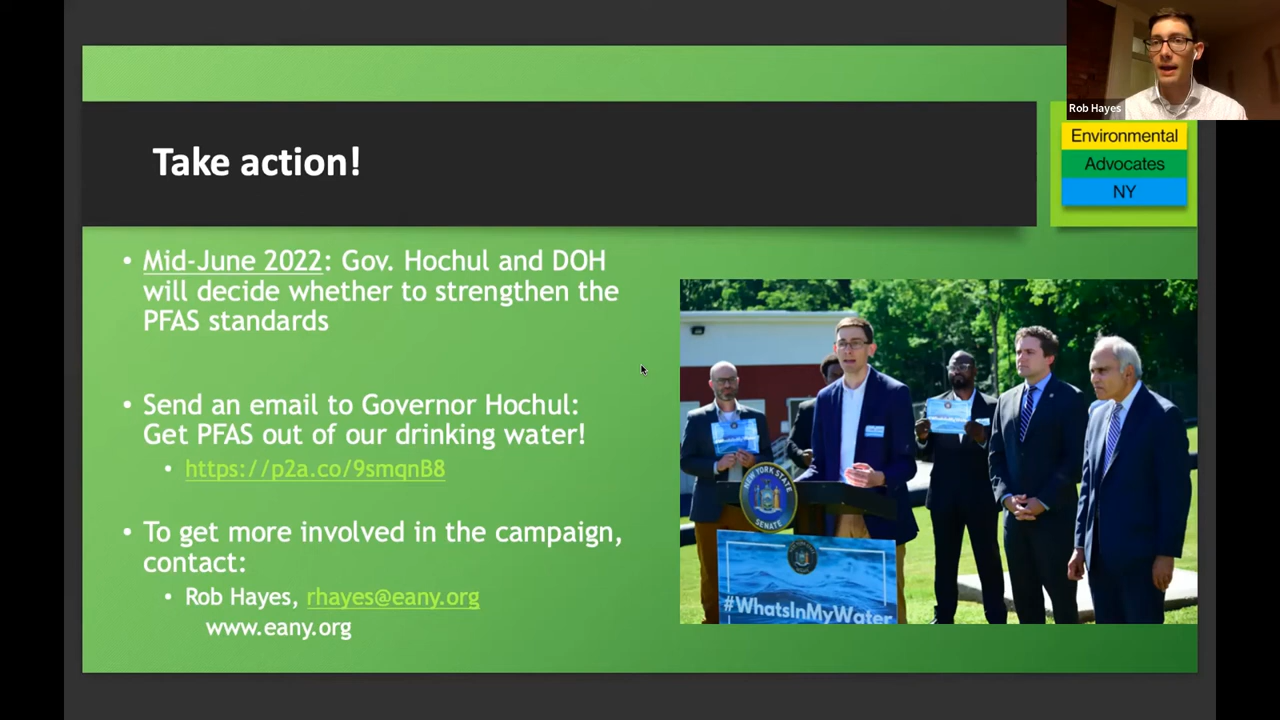 Rob Hayes
Environmental
Advocates
NY
Take action!
• Mid-June 2022: Gov. Hochul and DOH
will decide whether to strengthen the
PFAS standards
• Send an email to Governor Hochul:
Get PFAS out of our drinking water!
• https://p2a.co/9smqnB8
• To get more involved in the campaign,
contact:
• Rob Hayes, rhayes@eany.org
www.eany.org
NEW YORK STATE
SENATE
#WhatsInMyWater